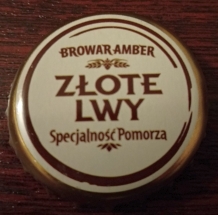 BROWAR AMBER
ZŁOTE
LWY
Specjalność Pomorza